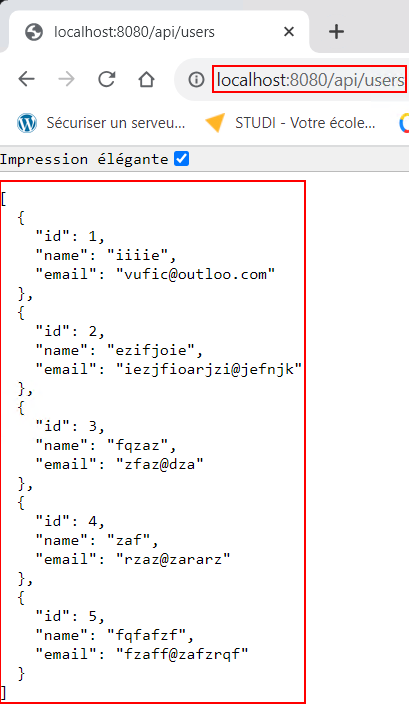 localhost:8080/api/users
localhost:8080/api/users
Sécuriser un serveu... STUDI - Votre école...
Impression élégante
[
{
"id": 1,
"name": "iiiie",
"email": "vufic@outloo.com"
},
{
"id": 2,
"name": "ezifjoie",
"email": "iezjfioarjzi@jefnjk"
},
{
"id": 3,
"name": "fqzaz",
"email": "zfaz@dza"
},
{
"id": 4,
"name": "zaf",
"email": "rzaz@zararz"
},
{
"id": 5,
"name": "fqfafzf",
"email": "fzaff@zafzrqf"
}
]